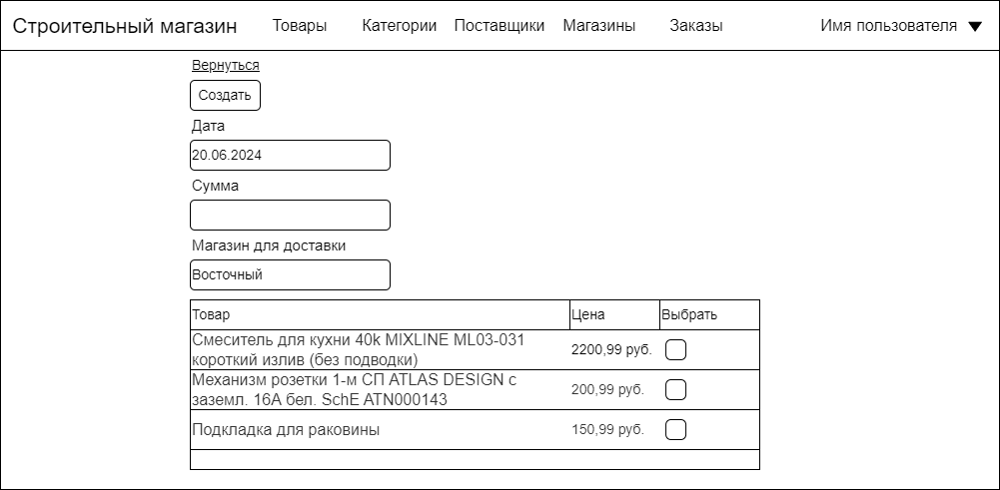 Строительный магазин Товары Категории Поставщики Магазины Заказы Имя пользователя
Вернуться
Создать
Дата
20.06.2024
Сумма
Магазин для доставки
Восточный
Товар Цена Выбрать
Смеситель для кухни 40k MIXLINE ML03-031
короткий излив (без подводки) 2200,99 руб.
Механизм розетки 1-м СП ATLAS DESIGN с
заземл. 16А бел. SchE ATN000143 200,99 руб.
Подкладка для раковины 150,99 руб.